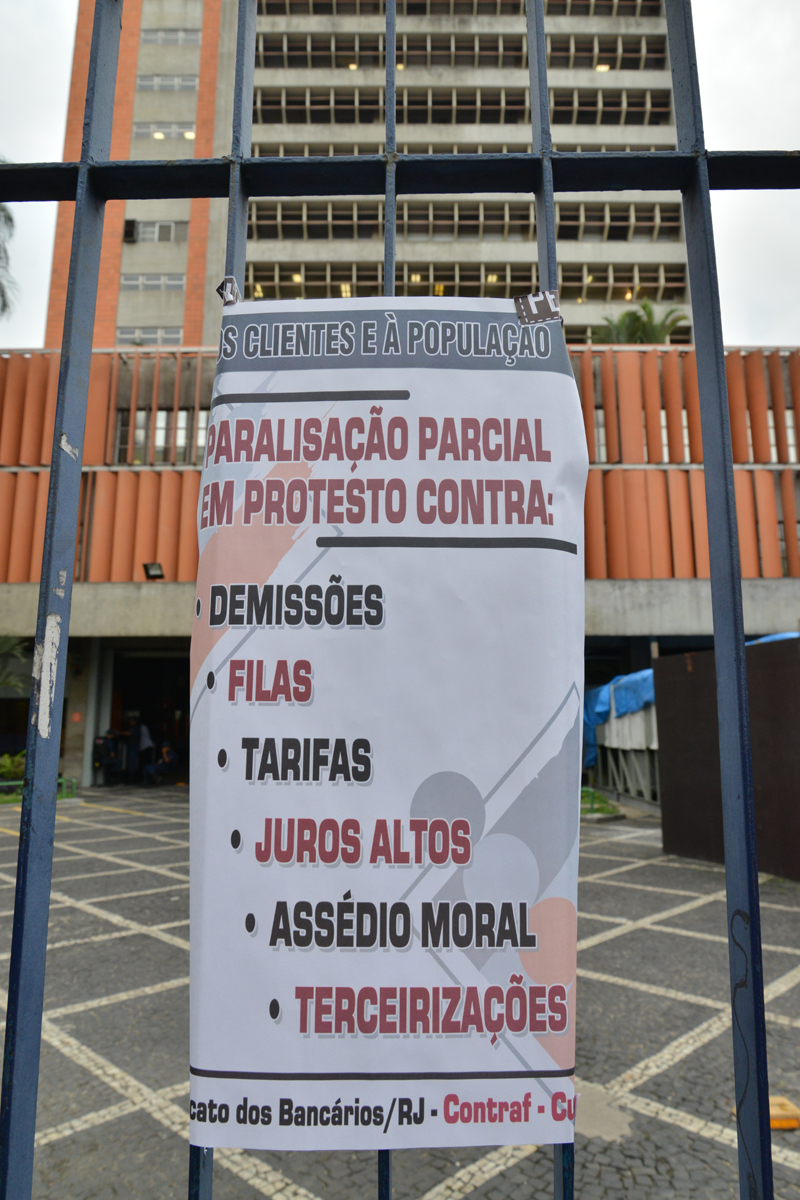 OS CLIENTES E À POPULAÇÃO
PARALISAÇÃO PARCIAL
EM PROTESTO CONTRA:
• DEMISSÕES
• FILAS
• TARIFAS
• JUROS ALTOS
• ASSÉDIO MORAL
• TERCEIRIZAÇÕES
cato dos Bancários/RJ - Contraf - Cu